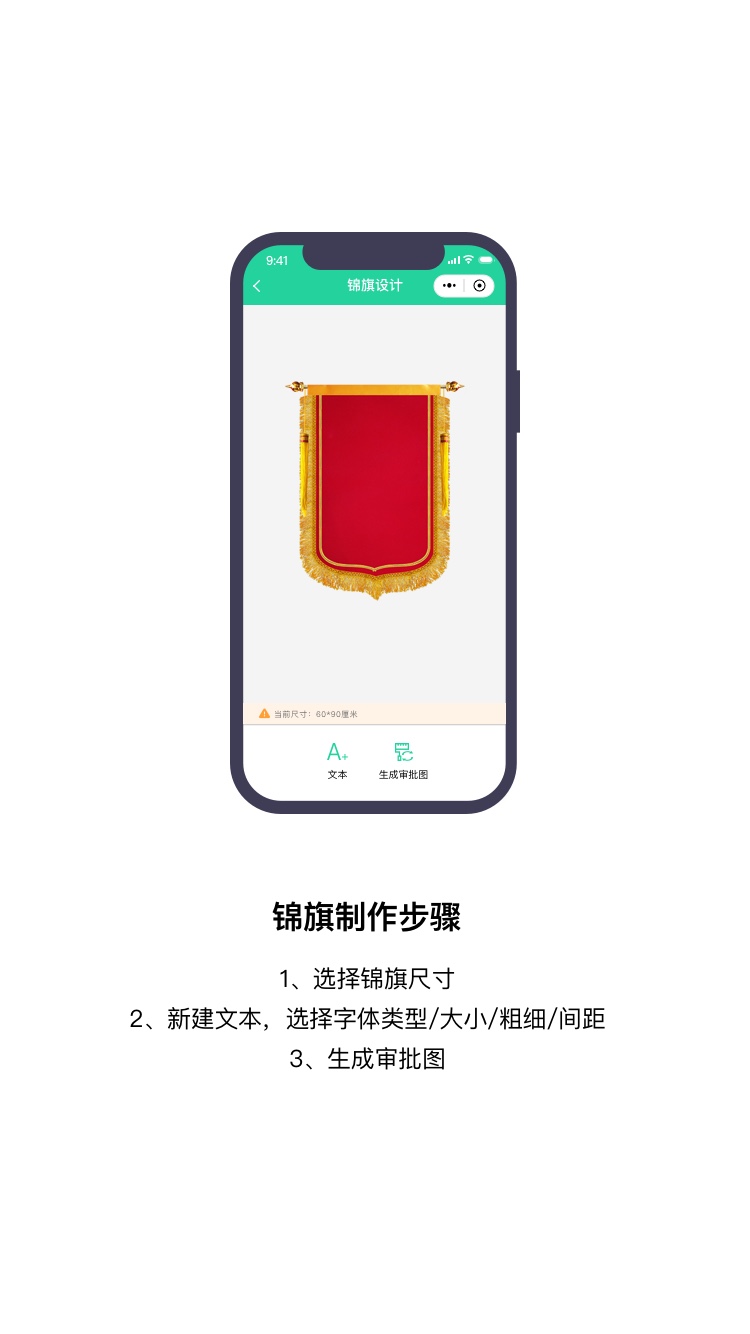 9:41
锦旗设计
当前尺寸：60*90厘米
A+
文本
生成审批图
锦旗制作步骤
1、选择锦旗尺寸
2、新建文本，选择字体类型/大小/粗细/间距
3、生成审批图